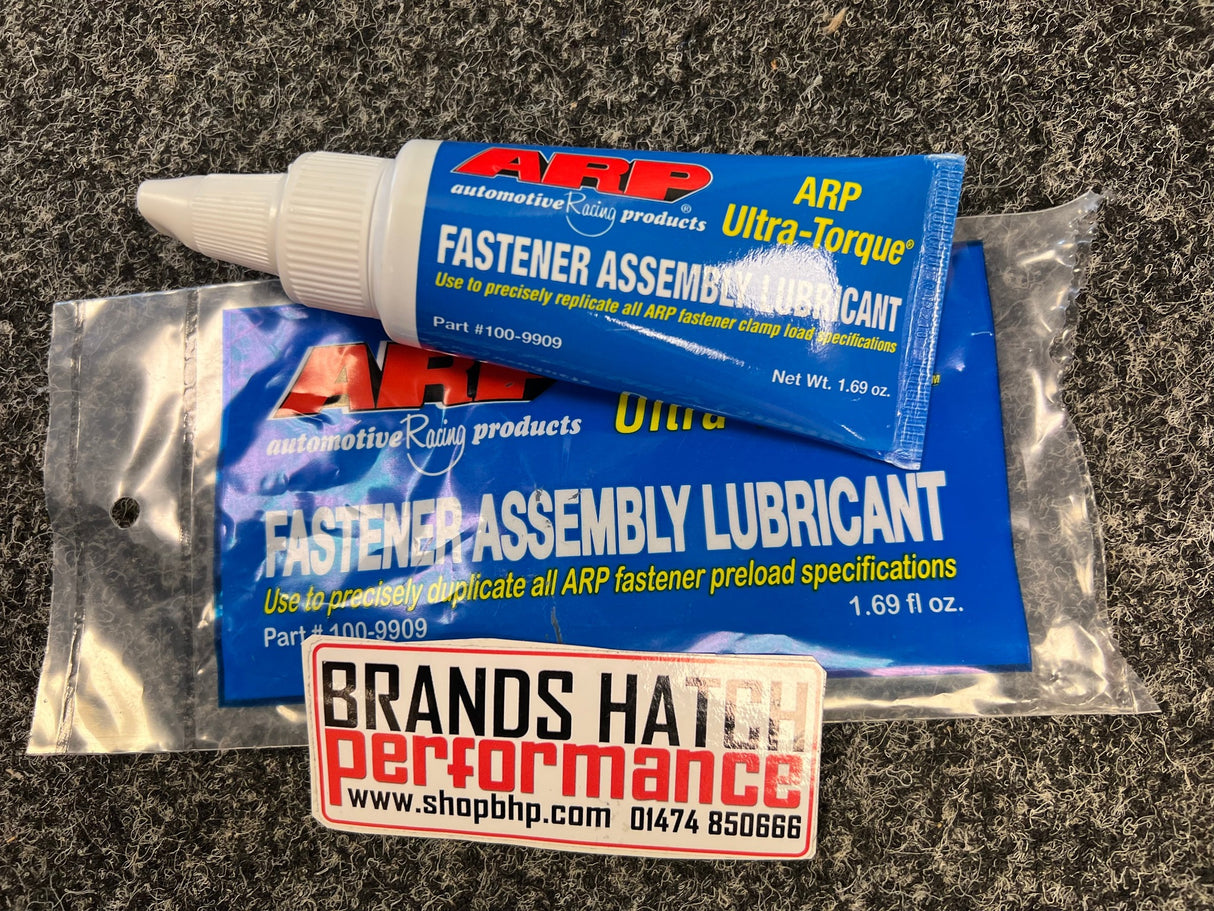 ARP
automotive Racing products®
ARP
Ultra-Torque®
FASTENER ASSEMBLY LUBRICANT
Use to precisely replicate all ARP fastener clamp load specifications
Part #100-9909
Net Wt. 1.69 oz.
ARP
automotive Racing products
Ultra
TM
FASTENER ASSEMBLY LUBRICANT
Use to precisely duplicate all ARP fastener preload specifications
1.69 fl oz.
Part # 100-9909
BRANDS HATCH
performance
www.shopbhp.com 01474 850666